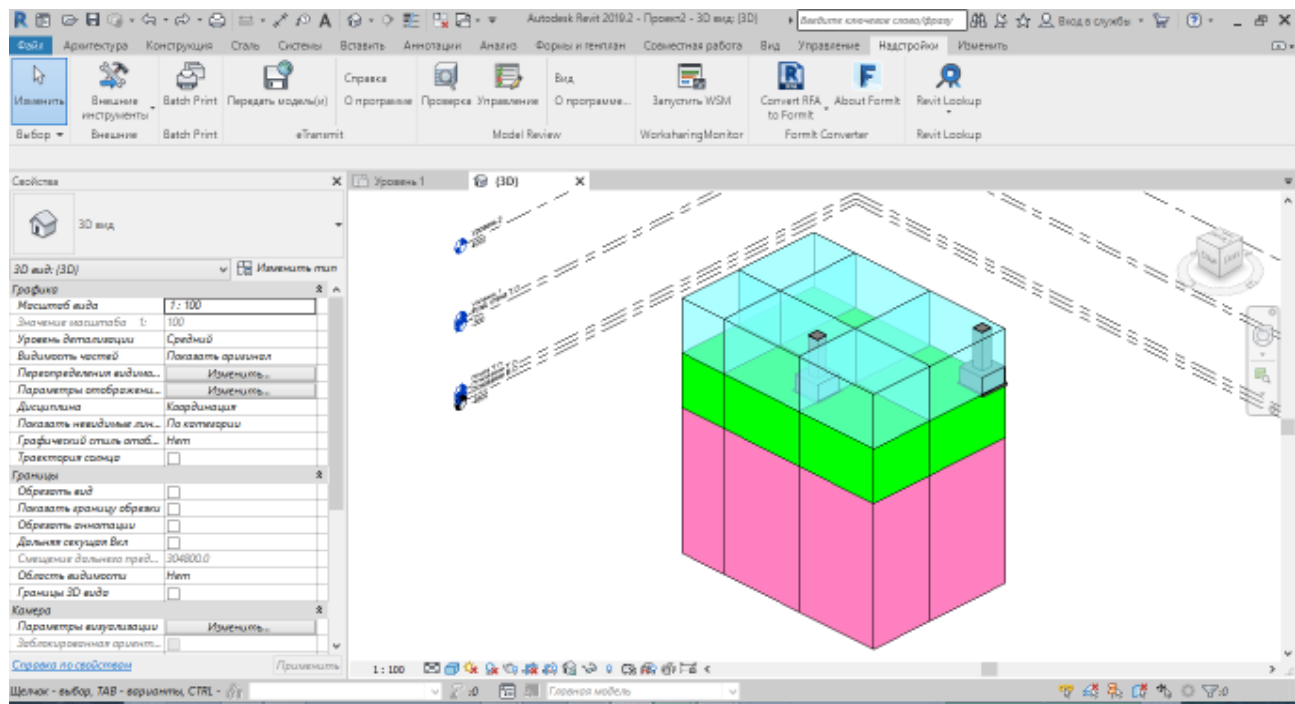 Autodesk Revit 2019.2 - Проект2 - 3D вид: {3D}
Введите ключевое слово/фразу
Вход в службы
Файл Архитектура Конструкция Сталь Системы Вставить Аннотации Анализ Формы и генплан Совместная работа Вид Управление Надстройки Изменить
Изменить
Внешние инструменты
Batch Print
Передать модель(и)
Справка
О программе
Проверка
Управление
Вид
О программе...
Запустить WSM
Convert RFA to FormIt
About FormIt
Revit Lookup
Выбор Внешние Batch Print eTransmit Model Review WorksharingMonitor FormIt Converter Revit Lookup
Свойства
Уровень 1
{3D}
3D вид
3D вид: {3D}
Изменить тип
Графика
Масштаб вида 1 : 100
Значение масштаба 1: 100
Уровень детализации Средний
Видимость частей Показать оригинал
Переопределения видимо... Изменить...
Параметры отображени... Изменить...
Дисциплина Координация
Показать невидимые лин... По категории
Графический стиль отоб... Нет
Траектория солнца
Границы
Обрезать вид
Показать границу обрезки
Обрезать аннотации
Дальняя секущая Вкл
Смещение дальнего пред... 304800.0
Область видимости Нет
Границы 3D вида
Камера
Параметры визуализации Изменить...
Заблокированная ориент...
Справка по свойствам
Применить
1 : 100
Щелчок - выбор, TAB - варианты, CTRL -
:0
Главная модель
:0